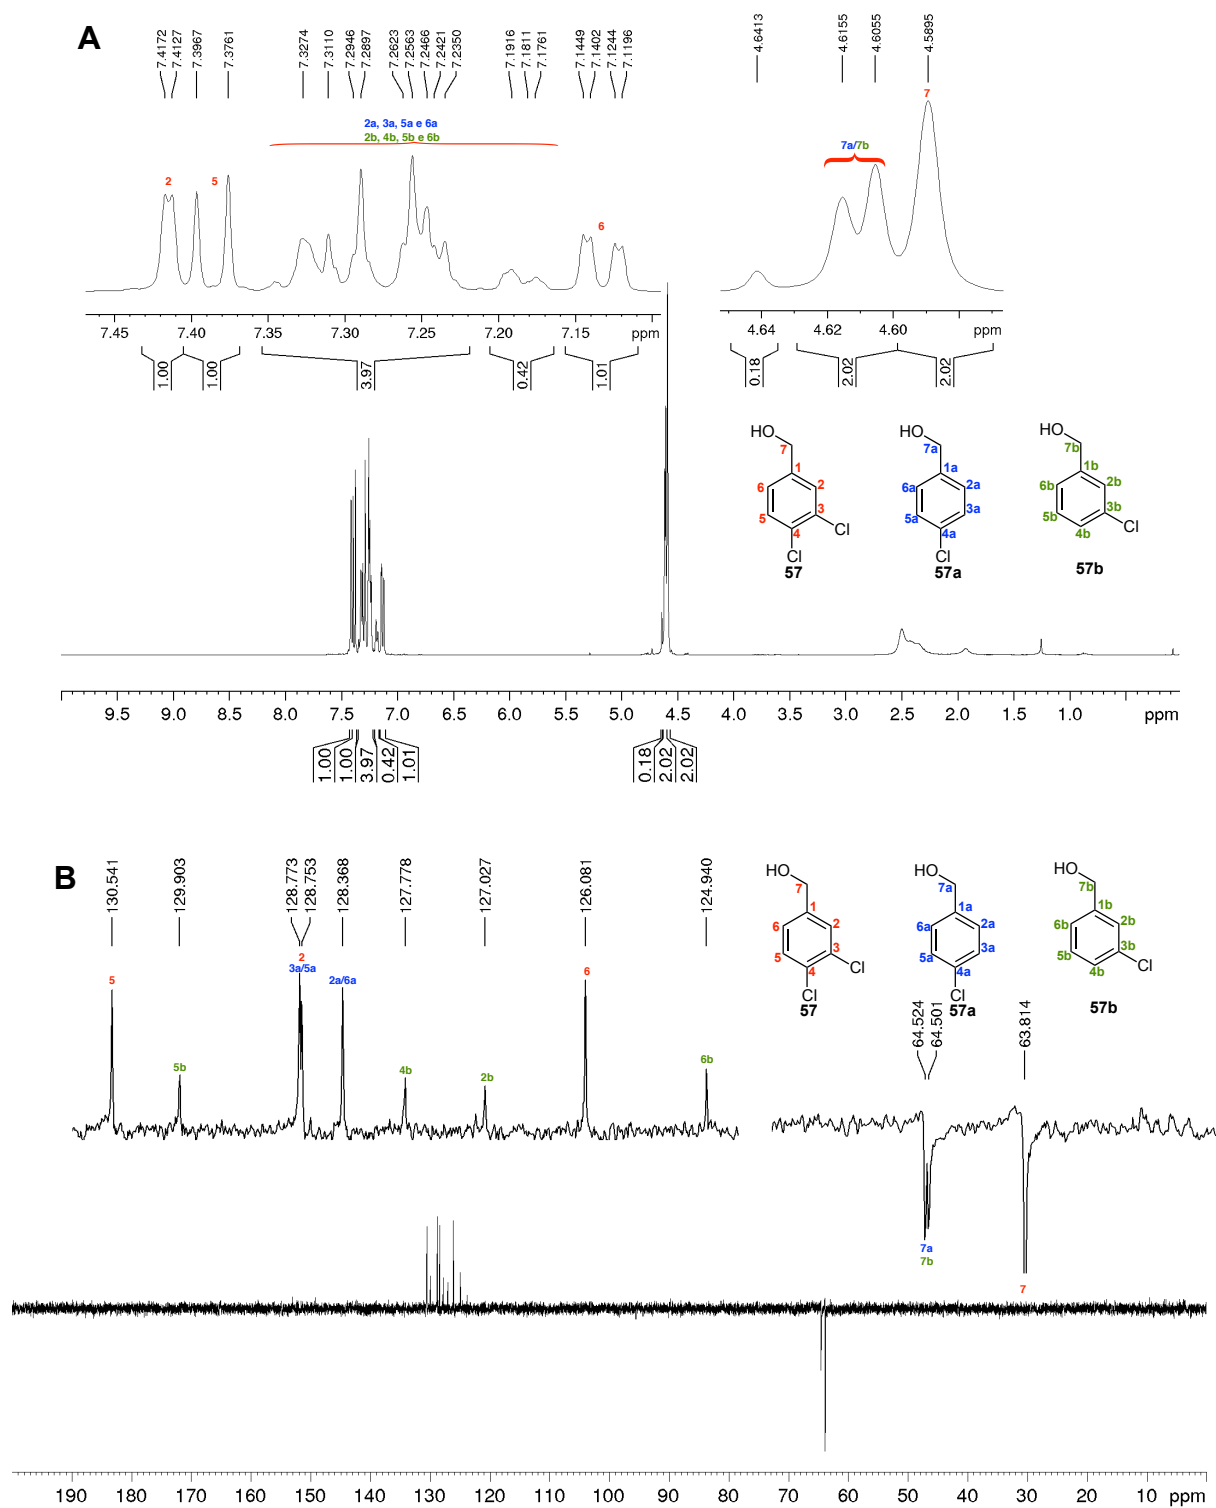 A
7.4172
7.4127
7.3967
7.3761
7.3274
7.3110
7.2946
7.2897
7.2623
7.2563
7.2466
7.2421
7.2350
7.1916
7.1811
7.1761
7.1449
7.1402
7.1244
7.1196
4.6413
4.6155
4.6055
4.5895
2a, 3a, 5a e 6a
2b, 4b, 5b e 6b
2
5
6
7a/7b
7
7.45 7.40 7.35 7.30 7.25 7.20 7.15 ppm
4.64 4.62 4.60 ppm
1.00 1.00 3.97 0.42 1.01
0.18 2.02 2.02
HO
7
1
6
2
5
3
4
Cl
Cl
57
HO
7a
1a
6a
2a
5a
3a
4a
Cl
57a
HO
7b
1b
6b
2b
5b
3b
4b
Cl
57b
9.5 9.0 8.5 8.0 7.5 7.0 6.5 6.0 5.5 5.0 4.5 4.0 3.5 3.0 2.5 2.0 1.5 1.0 ppm
1.00 1.00 3.97 0.42 1.01
0.18 2.02 2.02
B
130.541
129.903
128.773
128.753
128.368
127.778
127.027
126.081
124.940
5
5b
2
3a/5a
2a/6a
4b
2b
6
6b
HO
7
1
6
2
5
3
4
Cl
Cl
57
HO
7a
1a
6a
2a
5a
3a
4a
Cl
57a
HO
7b
1b
6b
2b
5b
3b
4b
Cl
57b
64.524
64.501
63.814
7a
7b
7
190 180 170 160 150 140 130 120 110 100 90 80 70 60 50 40 30 20 10 ppm